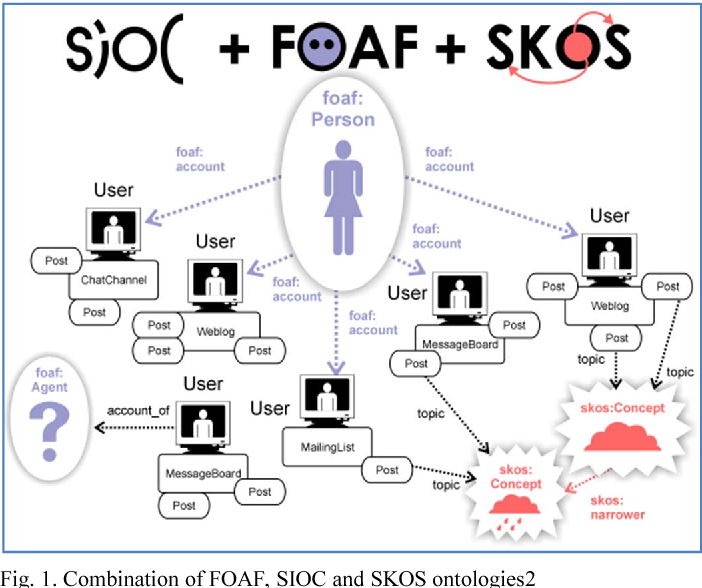 SIOC + FOAF + SKOS
foaf:
Person
foaf:
account
foaf:
account
User
User
User
foaf:
account
Post
ChatChannel
Post
foaf:
account
User
Post
Weblog
Post
Post
foaf:
account
Post
Post
Weblog
Post
Post
MessageBoard
Post
topic
topic
foaf:
Agent
?
account_of
User
MessageBoard
Post
Post
User
MailingList
Post
topic
topic
skos:Concept
skos:
Concept
skos:
narrower
Fig. 1. Combination of FOAF, SIOC and SKOS ontologies2